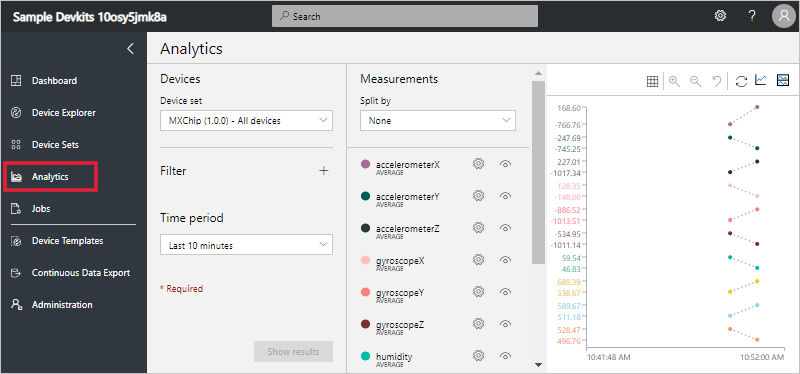 Sample Devkits 10osy5jmk8a
Search
?
Dashboard
Device Explorer
Device Sets
Analytics
Jobs
Device Templates
Continuous Data Export
Administration
Analytics
Devices
Device set
MXChip (1.0.0) - All devices
Filter
Time period
Last 10 minutes
* Required
Show results
Measurements
Split by
None
accelerometerX
AVERAGE
accelerometerY
AVERAGE
accelerometerZ
AVERAGE
gyroscopeX
AVERAGE
gyroscopeY
AVERAGE
gyroscopeZ
AVERAGE
humidity
AVERAGE
168.60
-766.76
-247.69
-745.25
227.01
-1017.34
128.35
-148.00
-886.52
-1013.51
-534.95
-1011.14
59.54
46.83
689.39
338.67
589.67
511.18
528.47
496.76
10:41:48 AM
10:52:00 AM